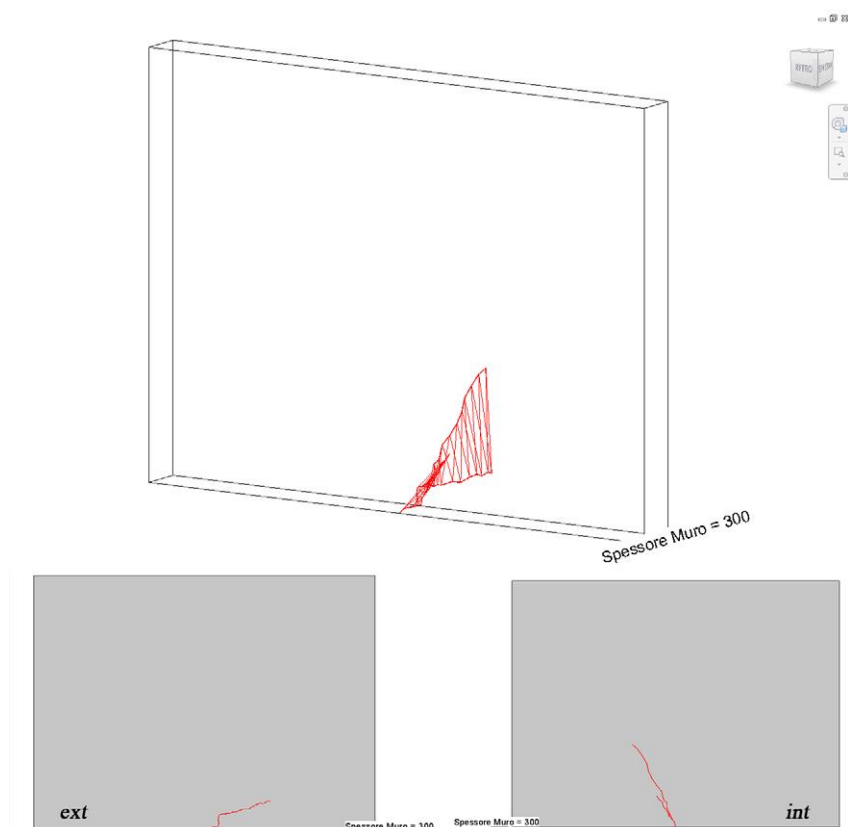 Spessore Muro = 300
ext
Spessore Muro = 300
Spessore Muro = 300
int